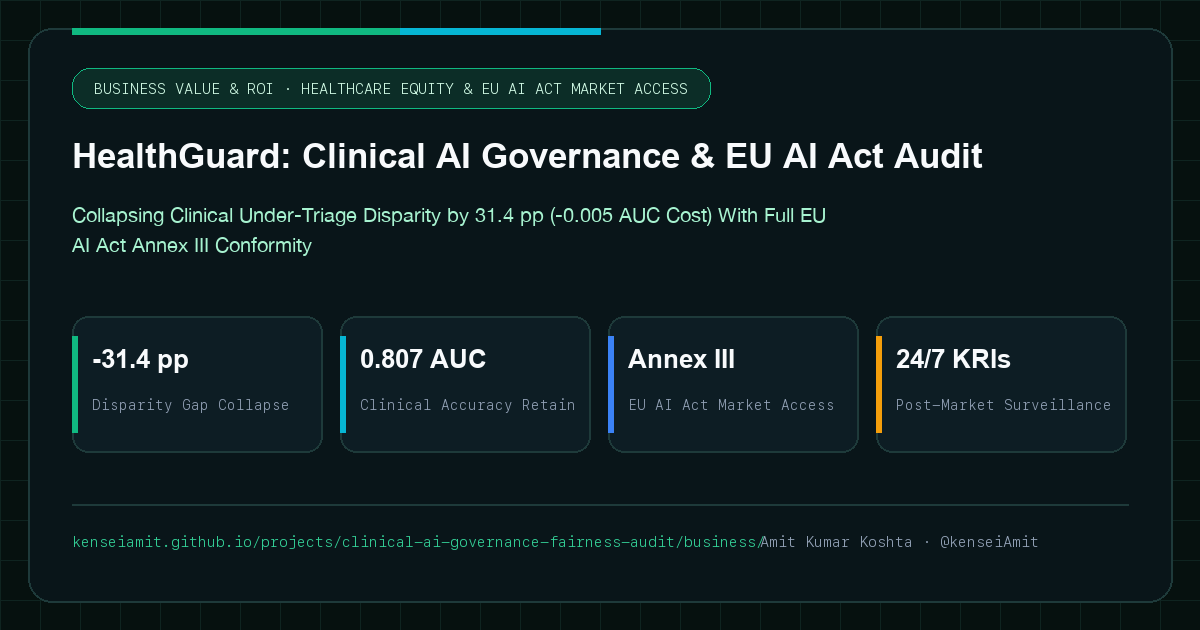 BUSINESS VALUE & ROI · HEALTHCARE EQUITY & EU AI ACT MARKET ACCESS
HealthGuard: Clinical AI Governance & EU AI Act Audit
Collapsing Clinical Under-Triage Disparity by 31.4 pp (-0.005 AUC Cost) With Full EU
AI Act Annex III Conformity
-31.4 pp
Disparity Gap Collapse
0.807 AUC
Clinical Accuracy Retain
Annex III
EU AI Act Market Access
24/7 KRIs
Post-Market Surveillance
kenseiamit.github.io/projects/clinical-ai-governance-fairness-audit/business/
Amit Kumar Koshta · @kenseiAmit